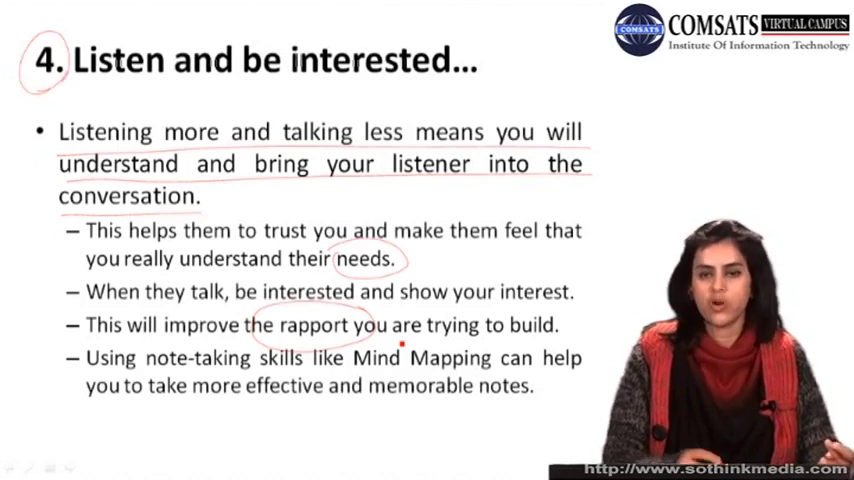 COMSATS VIRTUAL CAMPUS
Institute Of Information Technology
4. Listen and be interested...
• Listening more and talking less means you will
understand and bring your listener into the
conversation.
– This helps them to trust you and make them feel that
you really understand their needs.
– When they talk, be interested and show your interest.
– This will improve the rapport you are trying to build.
– Using note-taking skills like Mind Mapping can help
you to take more effective and memorable notes.
http://www.sothinkmedia.com/